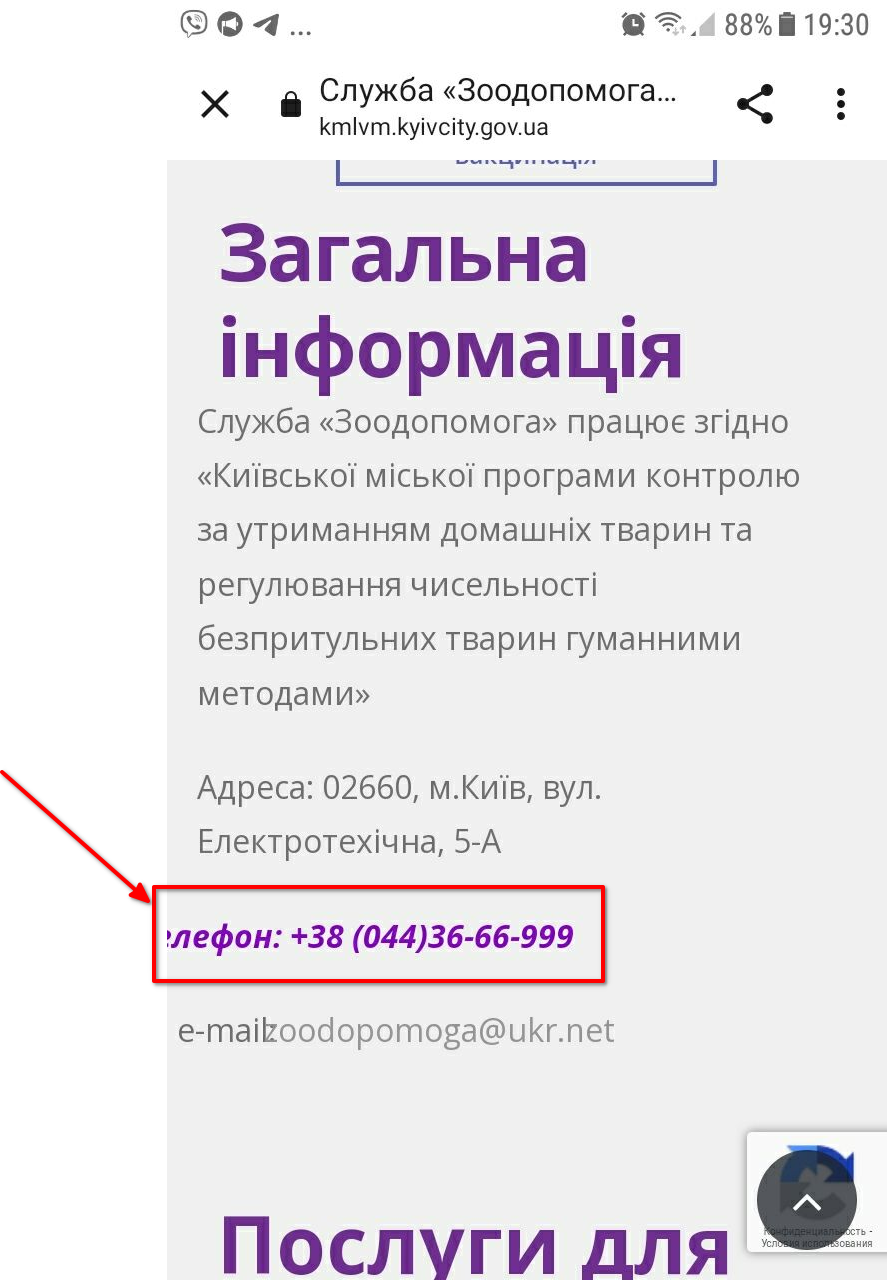 ... 88% 19:30
Служба «Зоодопомога...
kmlvm.kyivcity.gov.ua
вакцинація
Загальна
інформація
Служба «Зоодопомога» працює згідно
«Київської міської програми контролю
за утриманням домашніх тварин та
регулювання чисельності
безпритульних тварин гуманними
методами»
Адреса: 02660, м.Київ, вул.
Електротехічна, 5-А
елефон: +38 (044)36-66-999
e-mail: zoodopomoga@ukr.net
Послуги для
Конфиденциальность -
Условия использования